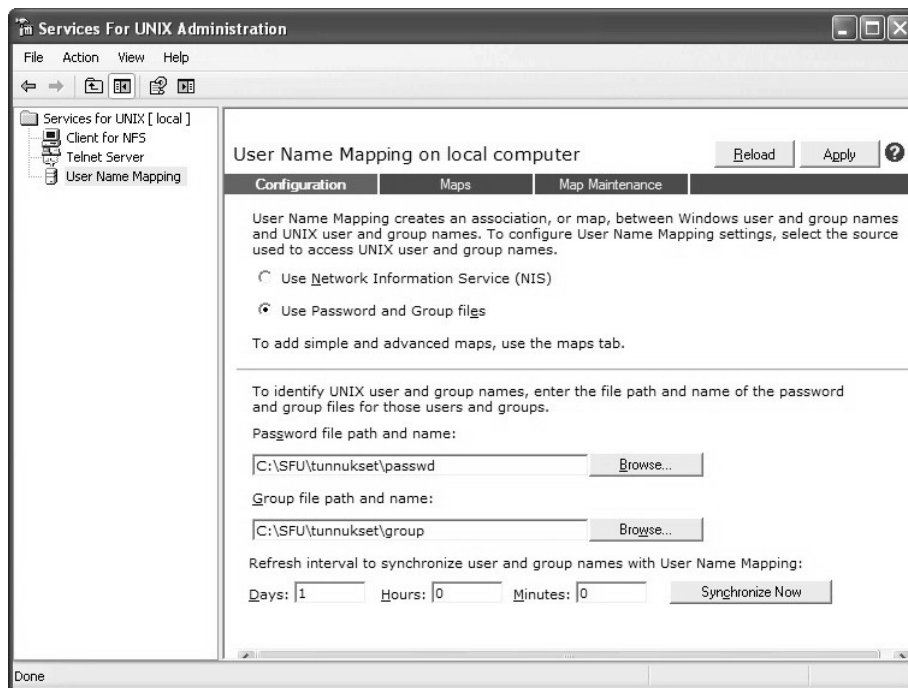 Services For UNIX Administration
File Action View Help
Services for UNIX [ local ]
Client for NFS
Telnet Server
User Name Mapping
User Name Mapping on local computer
Reload
Apply
Configuration
Maps
Map Maintenance
User Name Mapping creates an association, or map, between Windows user and group names
and UNIX user and group names. To configure User Name Mapping settings, select the source
used to access UNIX user and group names.
Use Network Information Service (NIS)
Use Password and Group files
To add simple and advanced maps, use the maps tab.
To identify UNIX user and group names, enter the file path and name of the password
and group files for those users and groups.
Password file path and name:
C:\SFU\tunnukset\passwd
Browse...
Group file path and name:
C:\SFU\tunnukset\group
Browse...
Refresh interval to synchronize user and group names with User Name Mapping:
Days: 1 Hours: 0 Minutes: 0 Synchronize Now
Done